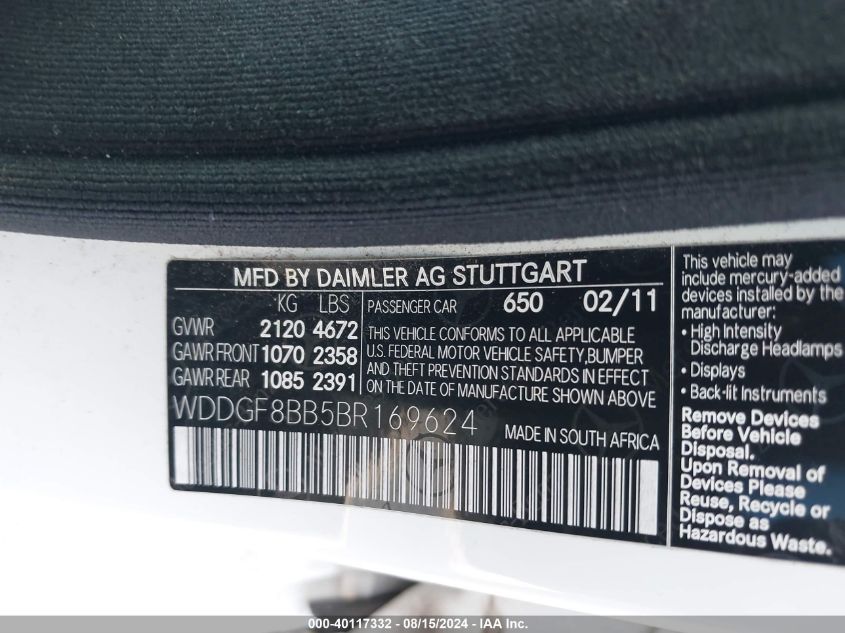 MFD BY DAIMLER AG STUTTGART
KG LBS
GVWR 2120 4672
GAWR FRONT 1070 2358
GAWR REAR 1085 2391
PASSENGER CAR 650 02/11
THIS VEHICLE CONFORMS TO ALL APPLICABLE
U.S. FEDERAL MOTOR VEHICLE SAFETY, BUMPER
AND THEFT PREVENTION STANDARDS IN EFFECT
ON THE DATE OF MANUFACTURE SHOWN ABOVE
WDDGF8BB5BR169624
MADE IN SOUTH AFRICA
This vehicle may
include mercury-added
devices installed by the
manufacturer:
• High Intensity
Discharge Headlamps
• Displays
• Back-lit Instruments
Remove Devices
Before Vehicle
Disposal.
Upon Removal of
Devices Please
Reuse, Recycle or
Dispose as
Hazardous Waste.
000-40117332 - 08/15/2024 - IAA Inc.